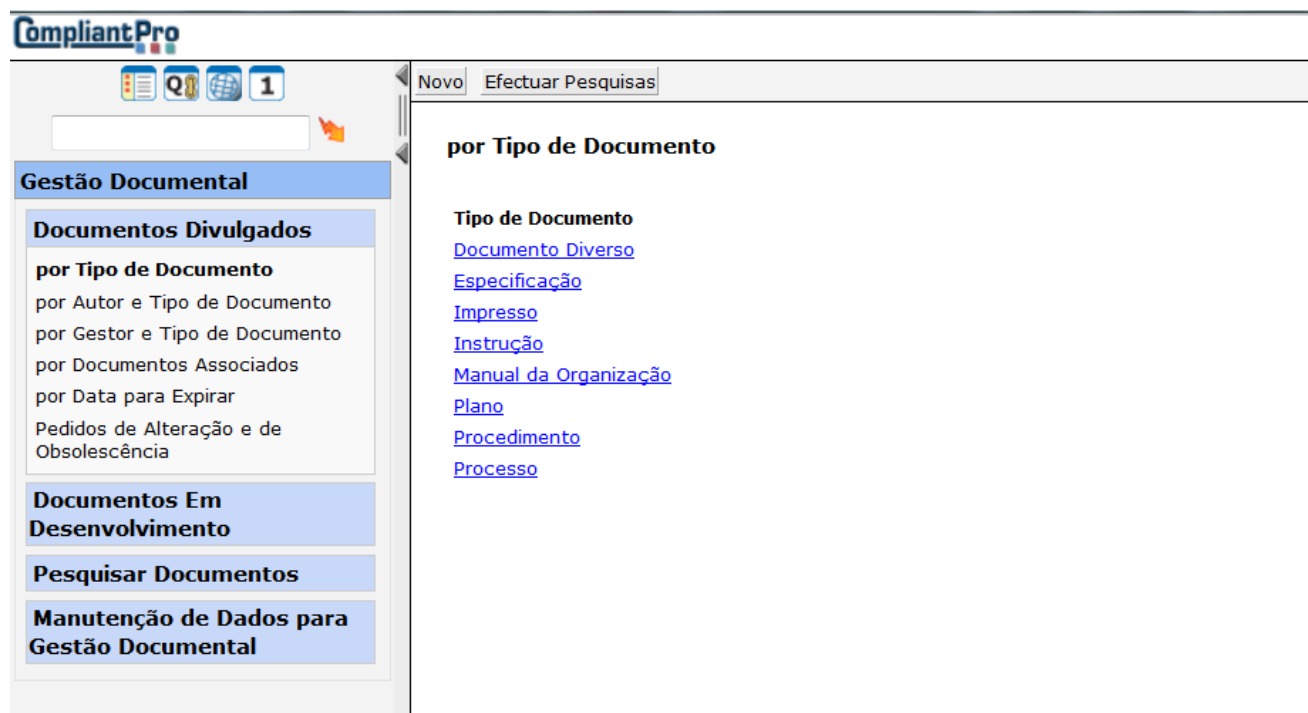 CompliantPro
1
Novo Efectuar Pesquisas
por Tipo de Documento
Gestão Documental
Documentos Divulgados
por Tipo de Documento
por Autor e Tipo de Documento
por Gestor e Tipo de Documento
por Documentos Associados
por Data para Expirar
Pedidos de Alteração e de
Obsolescência
Documentos Em
Desenvolvimento
Pesquisar Documentos
Manutenção de Dados para
Gestão Documental
Tipo de Documento
Documento Diverso
Especificação
Impresso
Instrução
Manual da Organização
Plano
Procedimento
Processo